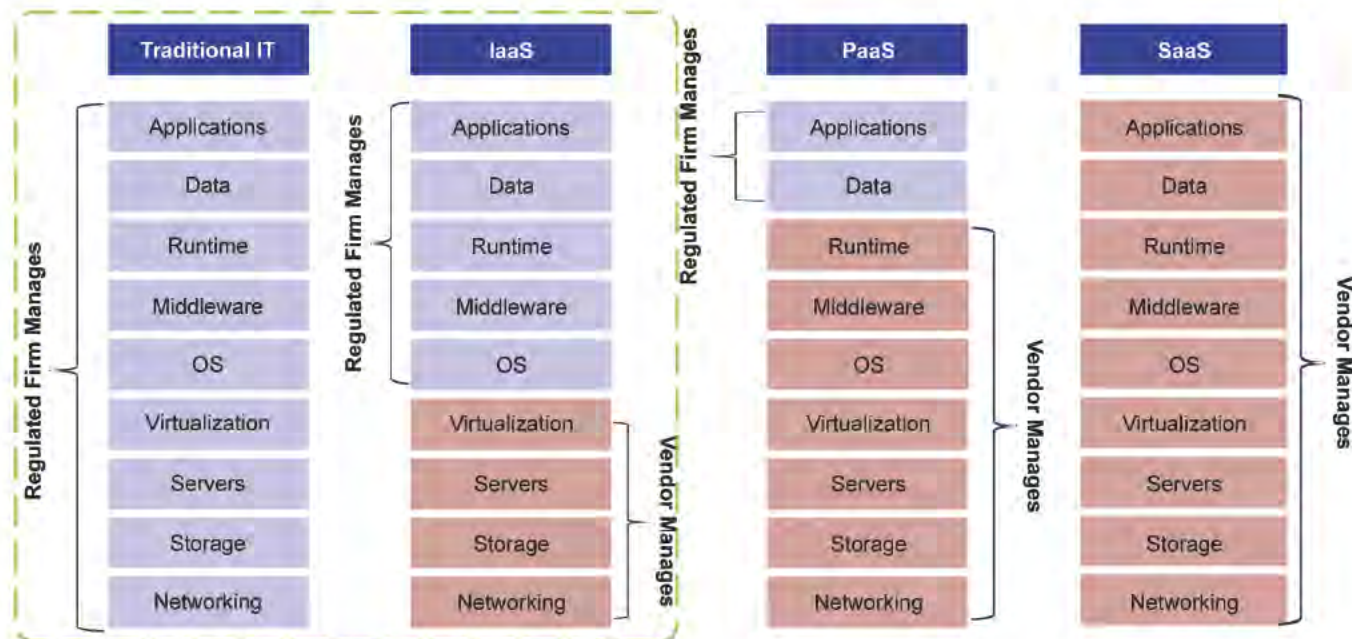 Traditional IT
IaaS
PaaS
SaaS
Regulated Firm Manages
Applications
Data
Runtime
Middleware
OS
Virtualization
Servers
Storage
Networking
Regulated Firm Manages
Applications
Data
Runtime
Middleware
OS
Virtualization
Servers
Storage
Networking
Vendor Manages
Regulated Firm Manages
Applications
Data
Runtime
Middleware
OS
Virtualization
Servers
Storage
Networking
Vendor Manages
Applications
Data
Runtime
Middleware
OS
Virtualization
Servers
Storage
Networking
Vendor Manages